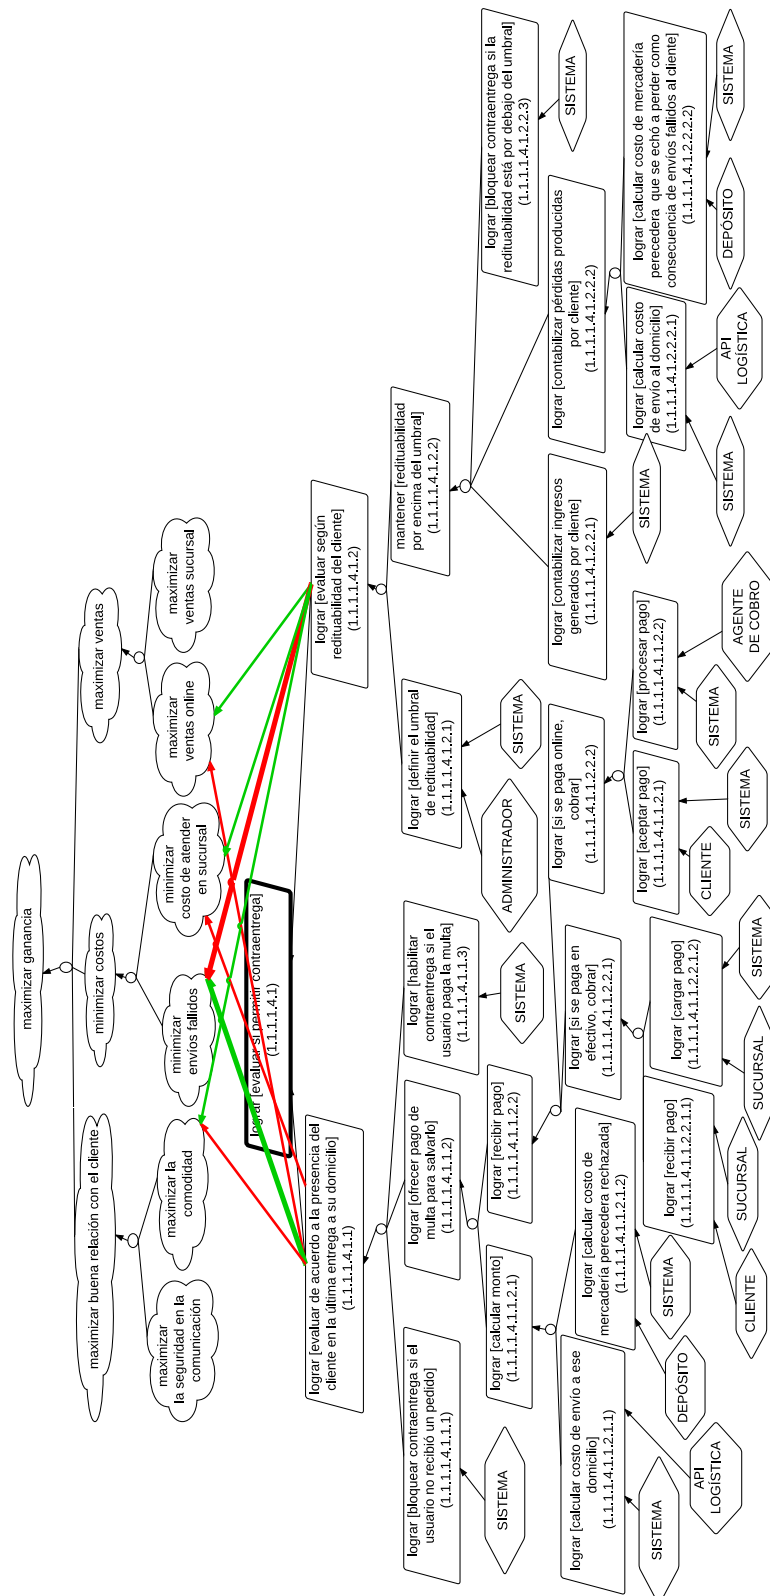 maximizar ganancia
maximizar buena relación con el cliente
minimizar costos
maximizar ventas
maximizar
la seguridad en la
comunicación
maximizar la
comodidad
minimizar
envíos fallidos
minimizar
costo de atender
en sucursal
maximizar
ventas online
maximizar
ventas sucursal
lograr [evaluar si permitir contraentrega]
(1.1.1.1.4.1)
lograr [evaluar de acuerdo a la presencia del
cliente en la última entrega a su domicilio]
(1.1.1.1.4.1.1)
lograr [evaluar según
redituabilidad del cliente]
(1.1.1.1.4.1.2)
lograr [bloquear contraentrega si el
usuario no recibió un pedido]
(1.1.1.1.4.1.1.1)
lograr [ofrecer pago de
multa para salvarlo]
(1.1.1.1.4.1.1.2)
lograr [habilitar
contraentrega si el
usuario paga la multa]
(1.1.1.1.4.1.1.3)
lograr [definir el umbral
de redituabilidad]
(1.1.1.1.4.1.2.1)
mantener [redituabilidad
por encima del umbral]
(1.1.1.1.4.1.2.2)
SISTEMA
lograr [calcular monto]
(1.1.1.1.4.1.1.2.1)
lograr [recibir pago]
(1.1.1.1.4.1.1.2.2)
SISTEMA
ADMINISTRADOR
SISTEMA
lograr [bloquear contraentrega si la
redituabilidad está por debajo del umbral]
(1.1.1.1.4.1.2.2.3)
SISTEMA
lograr [calcular costo de envío a ese
domicilio]
(1.1.1.1.4.1.1.2.1.1)
lograr [calcular costo de
mercadería perecedera rechazada]
(1.1.1.1.4.1.1.2.1.2)
lograr [si se paga en
efectivo, cobrar]
(1.1.1.1.4.1.1.2.2.1)
lograr [si se paga online,
cobrar]
(1.1.1.1.4.1.1.2.2.2)
lograr [contabilizar ingresos
generados por cliente]
(1.1.1.1.4.1.2.2.1)
lograr [contabilizar pérdidas producidas
por cliente]
(1.1.1.1.4.1.2.2.2)
SISTEMA
API
LOGÍSTICA
DEPÓSITO
SISTEMA
lograr [recibir pago]
(1.1.1.1.4.1.1.2.2.1.1)
lograr [cargar pago]
(1.1.1.1.4.1.1.2.2.1.2)
lograr [aceptar pago]
(1.1.1.1.4.1.1.2.1)
lograr [procesar pago]
(1.1.1.1.4.1.1.2.2)
SISTEMA
lograr [calcular costo
de envío al domicilio]
(1.1.1.1.4.1.2.2.2.1)
lograr [calcular costo de mercadería
perecedera  que se echó a perder como
consecuencia de envíos fallidos al cliente]
(1.1.1.1.4.1.2.2.2.2)
CLIENTE
SUCURSAL
SUCURSAL
SISTEMA
CLIENTE
SISTEMA
SISTEMA
AGENTE
DE COBRO
SISTEMA
API
LOGÍSTICA
DEPÓSITO
SISTEMA